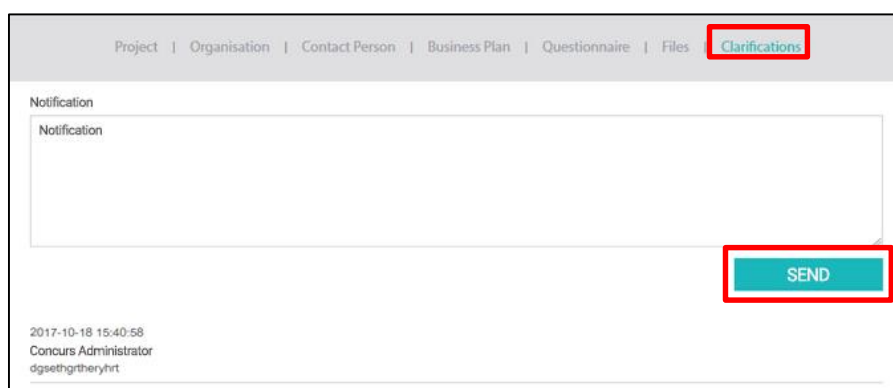 Project | Organisation | Contact Person | Business Plan | Questionnaire | Files | Clarifications
Notification
Notification
SEND
2017-10-18 15:40:58
Concurs Administrator
dgsethgrtheryhrt